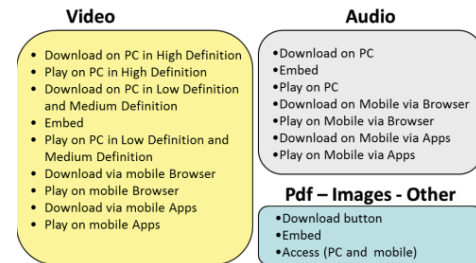 Video
• Download on PC in High Definition
• Play on PC in High Definition
• Download on PC in Low Definition
and Medium Definition
• Embed
• Play on PC in Low Definition and
Medium Definition
• Download via mobile Browser
• Play on mobile Browser
• Download via mobile Apps
• Play on mobile Apps
Audio
•Download on PC
•Embed
•Play on PC
•Download on Mobile via Browser
•Play on Mobile via Browser
•Download on Mobile via Apps
•Play on Mobile via Apps
Pdf – Images - Other
•Download button
•Embed
•Access (PC and mobile)